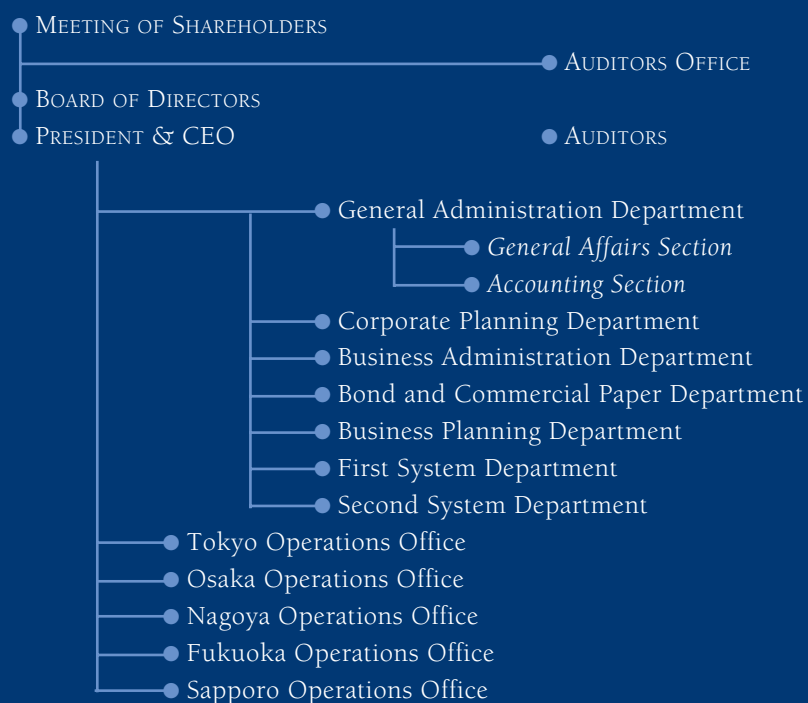 MEETING OF SHAREHOLDERS
AUDITORS OFFICE
BOARD OF DIRECTORS
PRESIDENT & CEO
AUDITORS
General Administration Department
General Affairs Section
Accounting Section
Corporate Planning Department
Business Administration Department
Bond and Commercial Paper Department
Business Planning Department
First System Department
Second System Department
Tokyo Operations Office
Osaka Operations Office
Nagoya Operations Office
Fukuoka Operations Office
Sapporo Operations Office